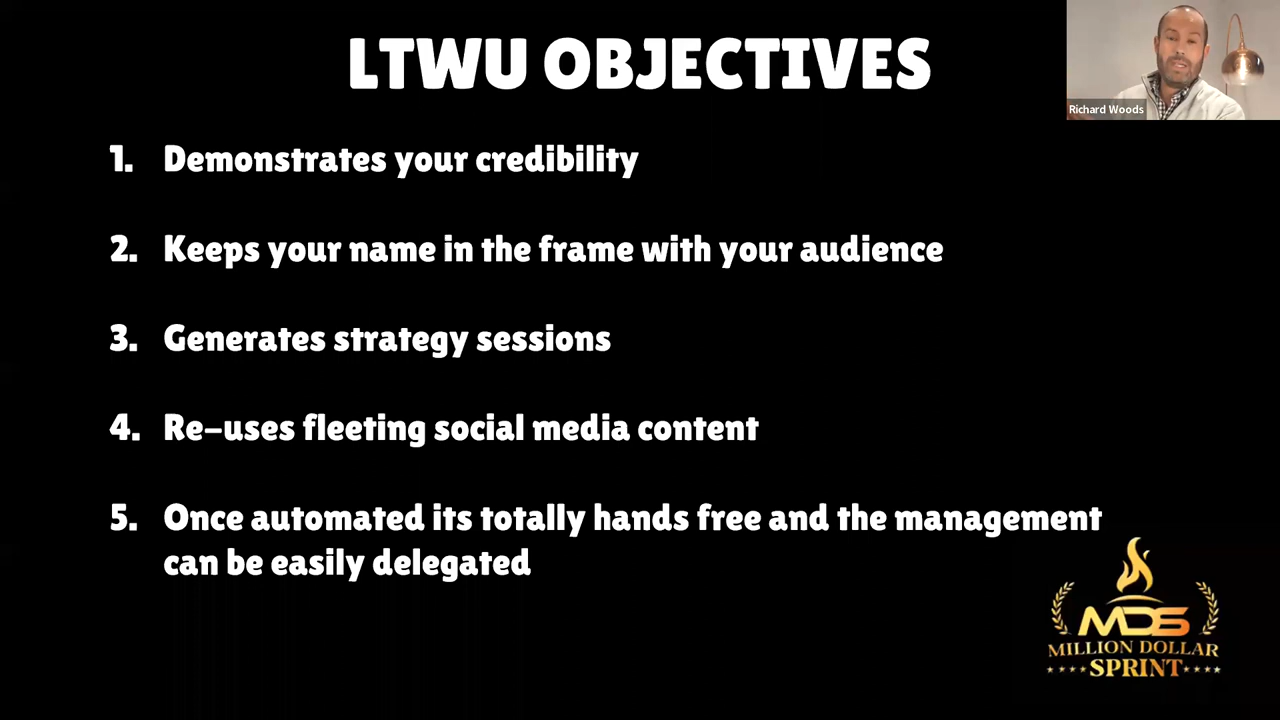 LTWU OBJECTIVES
Richard Woods
1. Demonstrates your credibility
2. Keeps your name in the frame with your audience
3. Generates strategy sessions
4. Re-uses fleeting social media content
5. Once automated its totally hands free and the management
can be easily delegated
MDS
MILLION DOLLAR
SPRINT